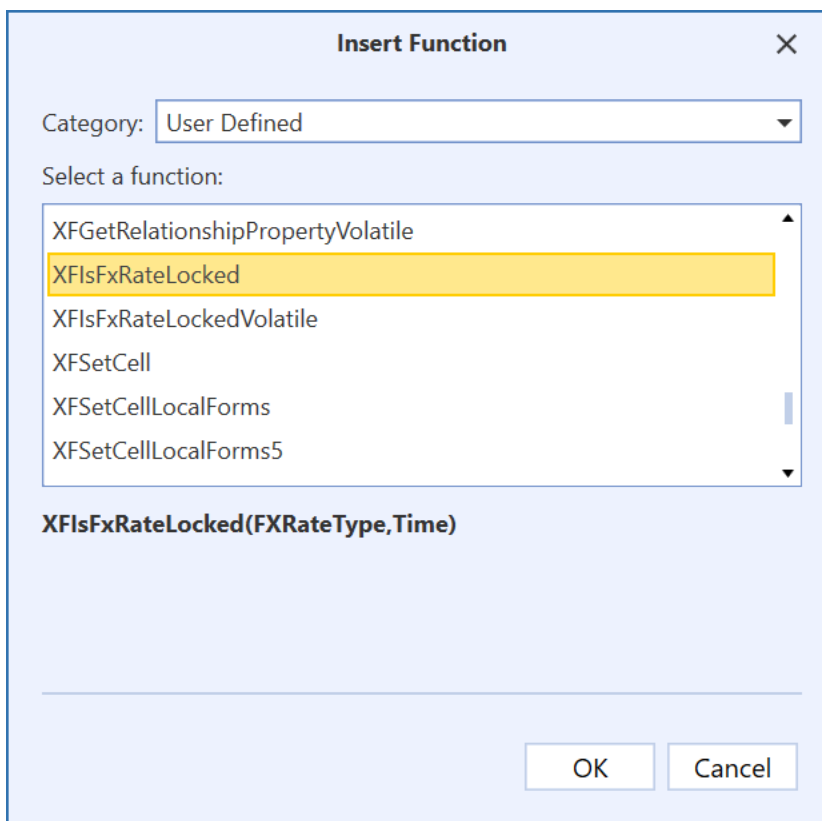 Insert Function
Category: User Defined
Select a function:
XFGetRelationshipPropertyVolatile
XFIsFxRateLocked
XFIsFxRateLockedVolatile
XFSetCell
XFSetCellLocalForms
XFSetCellLocalForms5
XFIsFxRateLocked(FXRateType,Time)
OK Cancel